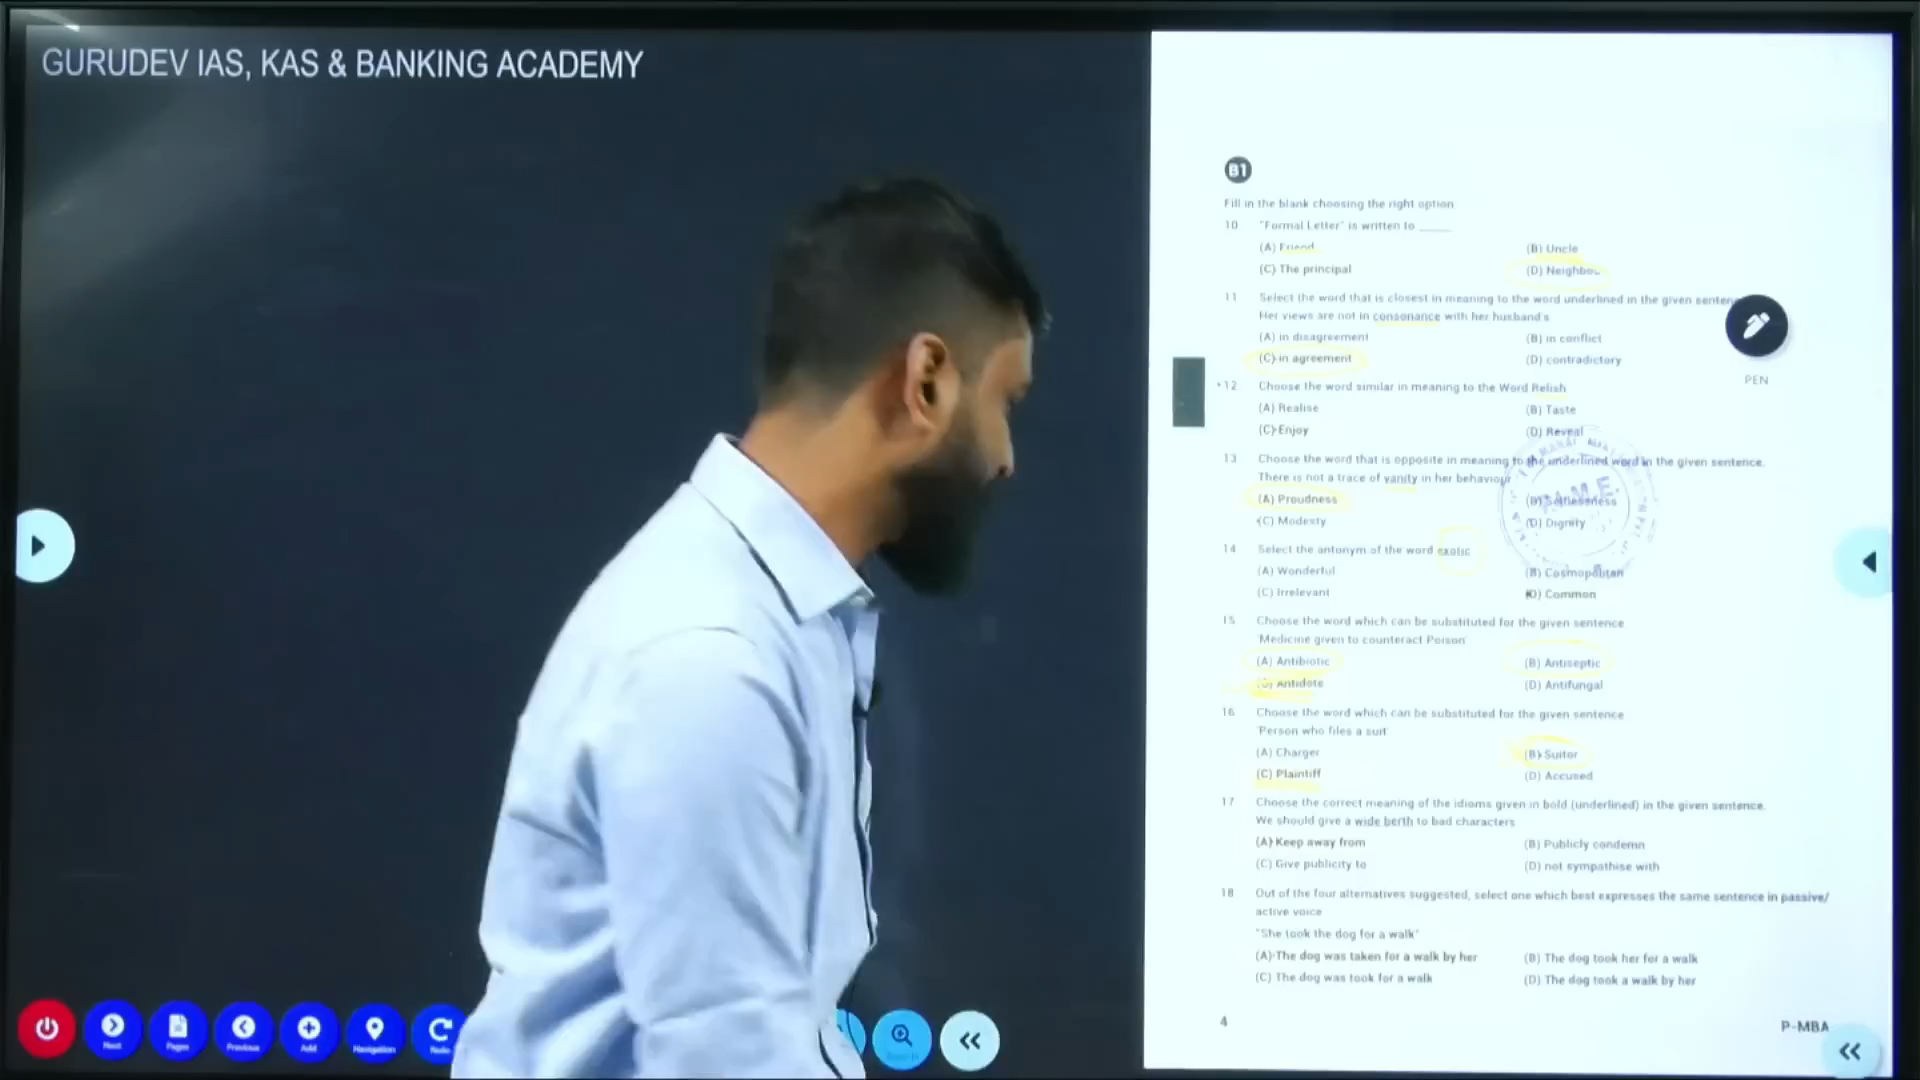 GURUDEV IAS, KAS & BANKING ACADEMY
B1
Fill in the blank choosing the right option
10 "Formal Letter" is written to _____
(A) Friend (B) Uncle
(C) The principal (D) Neighbou
11 Select the word that is closest in meaning to the word underlined in the given senten
Her views are not in consonance with her husband's
(A) in disagreement (B) in conflict
(C) in agreement (D) contradictory
PEN
12 Choose the word similar in meaning to the Word Relish
(A) Realise (B) Taste
(C) Enjoy (D) Reveal
13 Choose the word that is opposite in meaning to the underlined word in the given sentence.
There is not a trace of vanity in her behaviour
(A) Proudness (B) Selflessness
(C) Modesty (D) Dignity
14 Select the antonym of the word exotic
(A) Wonderful (B) Cosmopolitan
(C) Irrelevant (D) Common
15 Choose the word which can be substituted for the given sentence
'Medicine given to counteract Poison'
(A) Antibiotic (B) Antiseptic
(C) Antidote (D) Antifungal
16 Choose the word which can be substituted for the given sentence
'Person who files a suit'
(A) Charger (B) Suitor
(C) Plaintiff (D) Accused
17 Choose the correct meaning of the idioms given in bold (underlined) in the given sentence.
We should give a wide berth to bad characters
(A) Keep away from (B) Publicly condemn
(C) Give publicity to (D) not sympathise with
18 Out of the four alternatives suggested, select one which best expresses the same sentence in passive/
active voice
"She took the dog for a walk"
(A) The dog was taken for a walk by her (B) The dog took her for a walk
(C) The dog was took for a walk (D) The dog took a walk by her
4 P-MBA
Next Pages Previous Add Navigation Redo